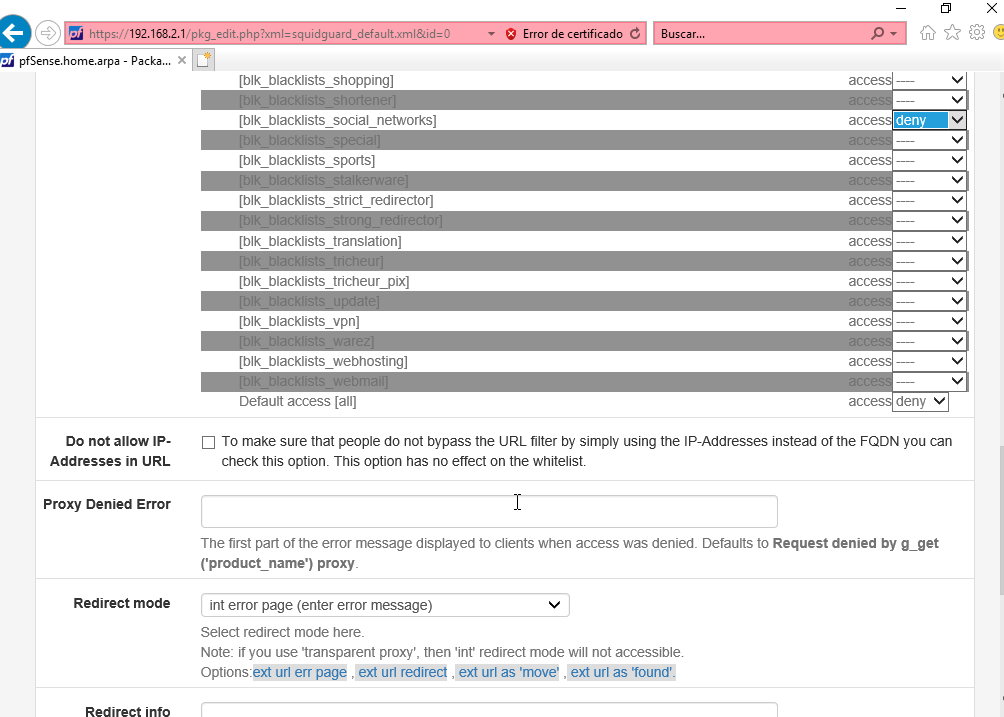 https://192.168.2.1/pkg_edit.php?xml=squidguard_default.xml&id=0
Error de certificado
Buscar...
pfSense.home.arpa - Packa...
[blk_blacklists_shopping] access ----
[blk_blacklists_shortener] access ----
[blk_blacklists_social_networks] access deny
[blk_blacklists_special] access ----
[blk_blacklists_sports] access ----
[blk_blacklists_stalkerware] access ----
[blk_blacklists_strict_redirector] access ----
[blk_blacklists_strong_redirector] access ----
[blk_blacklists_translation] access ----
[blk_blacklists_tricheur] access ----
[blk_blacklists_tricheur_pix] access ----
[blk_blacklists_update] access ----
[blk_blacklists_vpn] access ----
[blk_blacklists_warez] access ----
[blk_blacklists_webhosting] access ----
[blk_blacklists_webmail] access ----
Default access [all] access deny
Do not allow IP-
Addresses in URL
To make sure that people do not bypass the URL filter by simply using the IP-Addresses instead of the FQDN you can
check this option. This option has no effect on the whitelist.
Proxy Denied Error
The first part of the error message displayed to clients when access was denied. Defaults to Request denied by g_get
('product_name') proxy.
Redirect mode
int error page (enter error message)
Select redirect mode here.
Note: if you use 'transparent proxy', then 'int' redirect mode will not accessible.
Options:ext url err page , ext url redirect , ext url as 'move' , ext url as 'found'.
Redirect info